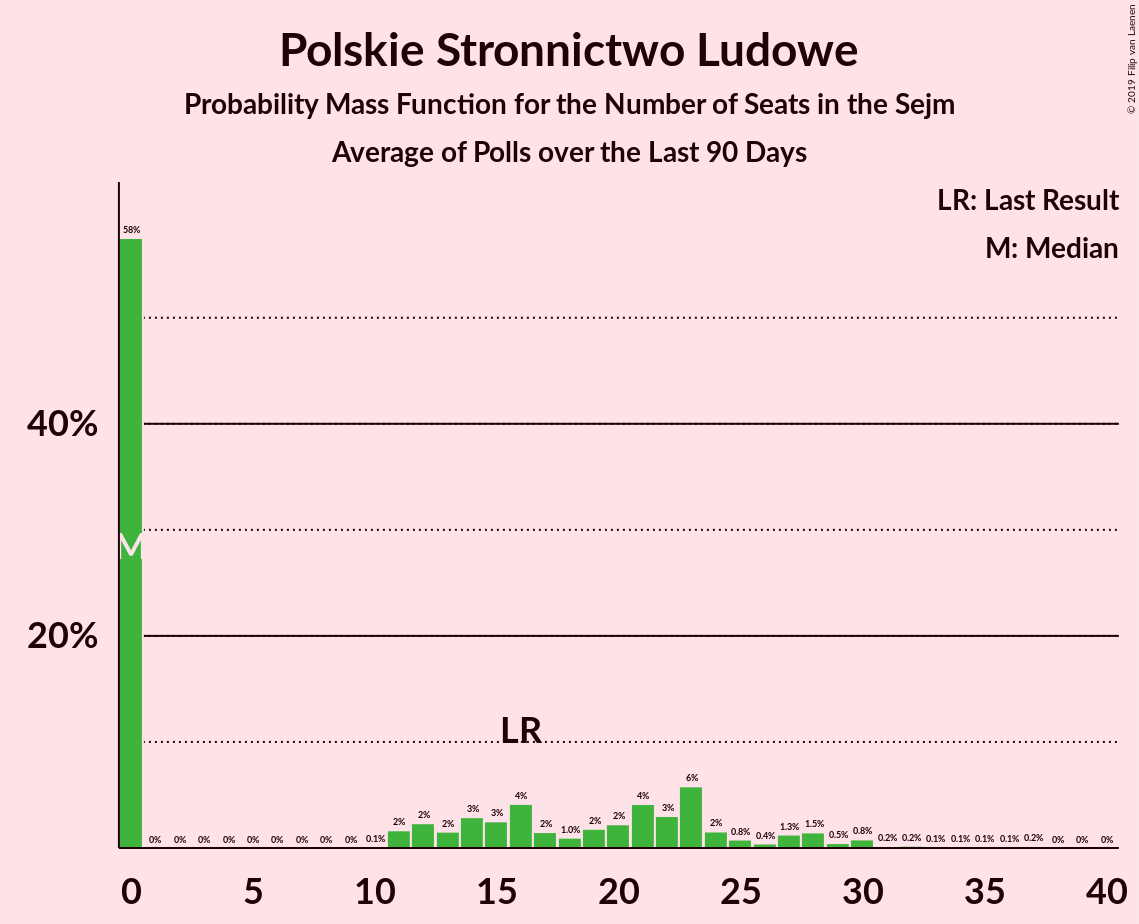 Polskie Stronnictwo Ludowe
Probability Mass Function for the Number of Seats in the Sejm
Average of Polls over the Last 90 Days
© 2019 Filip van Laenen
LR: Last Result
M: Median
58%
40%
20%
M
LR
0% 0% 0% 0% 0% 0% 0% 0% 0% 0.1% 2% 2% 2% 3% 3% 4% 2% 1.0% 2% 2% 4% 3% 6% 2% 0.8% 0.4% 1.3% 1.5% 0.5% 0.8% 0.2% 0.2% 0.1% 0.1% 0.1% 0.1% 0.2% 0% 0% 0%
0 5 10 15 20 25 30 35 40